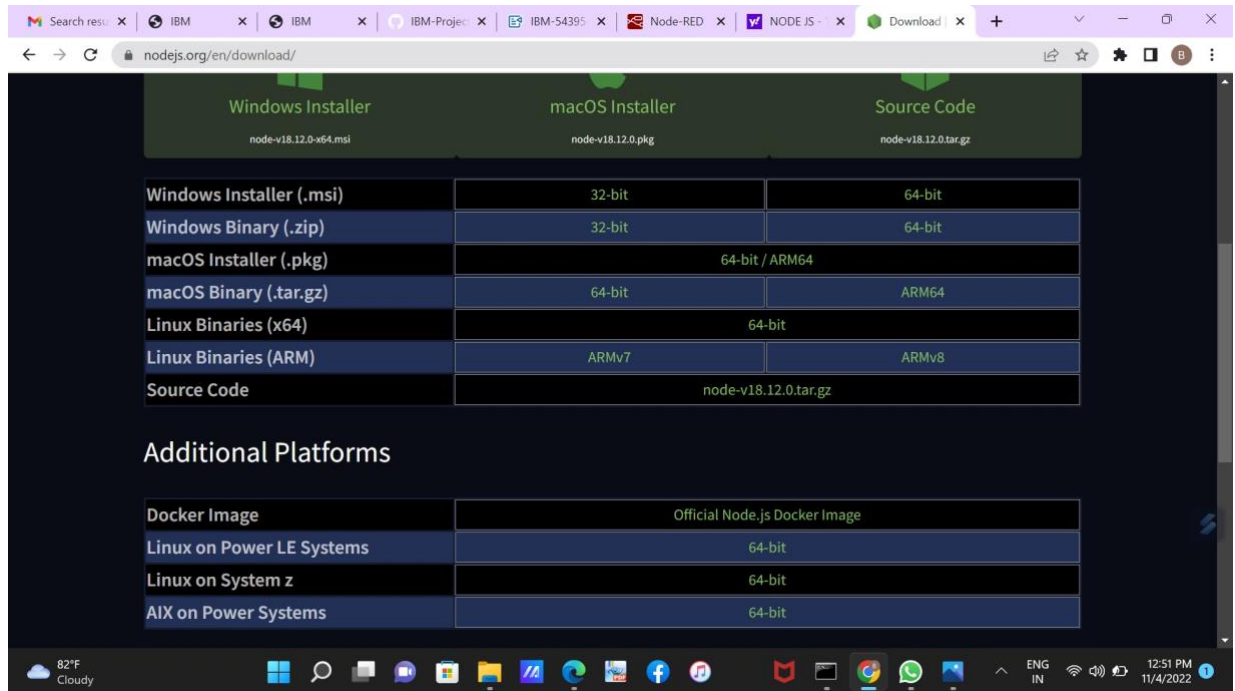 Search resu
IBM
IBM
IBM-Projec
IBM-54395-
Node-RED
NODE JS -
Download |
nodejs.org/en/download/
B
Windows Installer macOS Installer Source Code
node-v18.12.0-x64.msi node-v18.12.0.pkg node-v18.12.0.tar.gz
Windows Installer (.msi) 32-bit 64-bit
Windows Binary (.zip) 32-bit 64-bit
macOS Installer (.pkg) 64-bit / ARM64
macOS Binary (.tar.gz) 64-bit ARM64
Linux Binaries (x64) 64-bit
Linux Binaries (ARM) ARMv7 ARMv8
Source Code node-v18.12.0.tar.gz
Additional Platforms
Docker Image Official Node.js Docker Image
Linux on Power LE Systems 64-bit
Linux on System z 64-bit
AIX on Power Systems 64-bit
82°F
Cloudy
ENG
IN
12:51 PM
11/4/2022
1